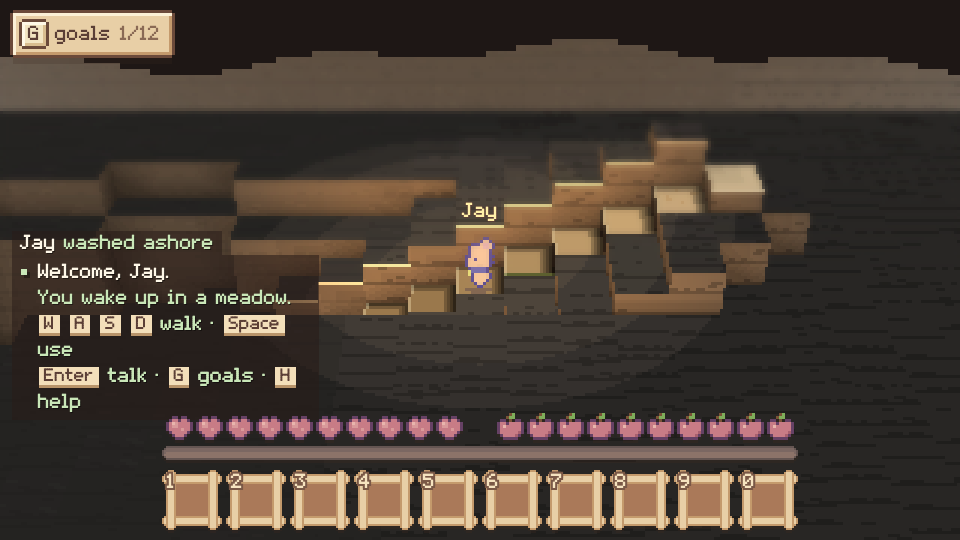 G goals 1/12
Jay
Jay washed ashore
Welcome, Jay.
You wake up in a meadow.
W A S D walk · Space
use
Enter talk · G goals · H
help
1 2 3 4 5 6 7 8 9 0